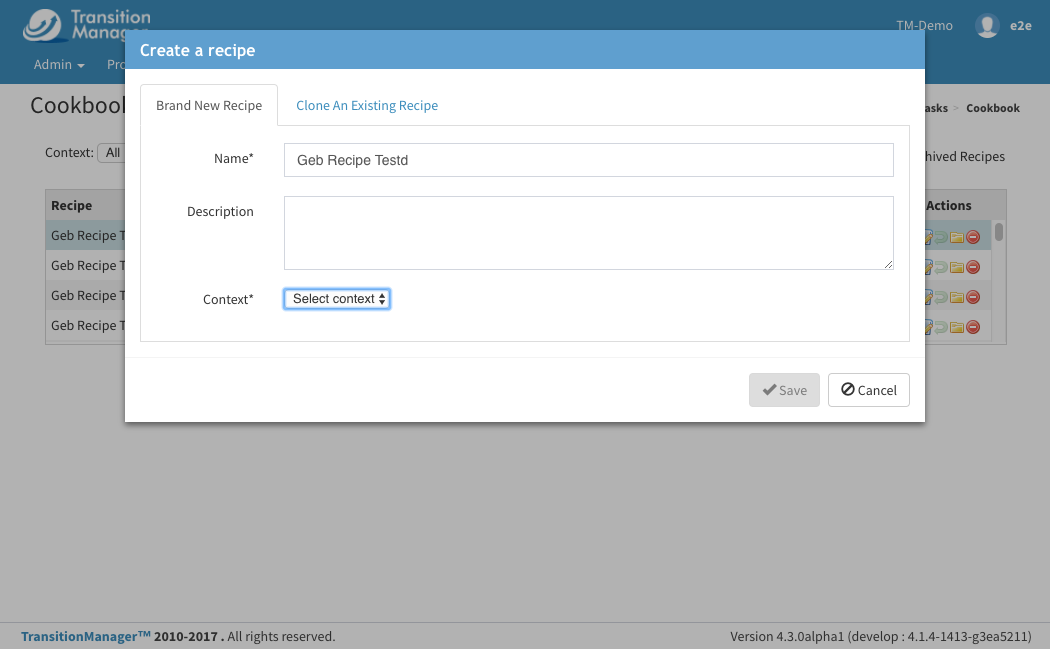 Transition
Manag
TM-Demo
e2e
Admin
Create a recipe
Cookbook
asks > Cookbook
Brand New Recipe
Clone An Existing Recipe
Context: All
hived Recipes
Name*
Geb Recipe Testd
Recipe
Actions
Description
Geb Recipe T
Geb Recipe T
Geb Recipe T
Geb Recipe T
Context*
Select context
Save
Cancel
TransitionManager™ 2010-2017 . All rights reserved.
Version 4.3.0alpha1 (develop : 4.1.4-1413-g3ea5211)